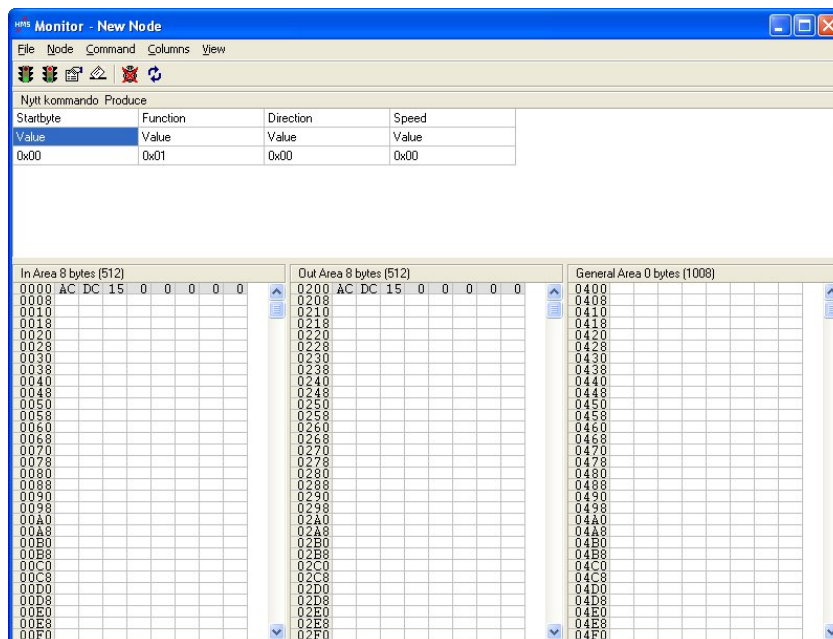 HMS Monitor - New Node
File Node Command Columns View
Nytt kommando Produce
Startbyte Function Direction Speed
Value Value Value Value
0x00 0x01 0x00 0x00
In Area 8 bytes (512) Out Area 8 bytes (512) General Area 0 bytes (1008)
0000 AC DC 15 0 0 0 0 0 0200 AC DC 15 0 0 0 0 0 0400
0008 0208 0408
0010 0210 0410
0018 0218 0418
0020 0220 0420
0028 0228 0428
0030 0230 0430
0038 0238 0438
0040 0240 0440
0048 0248 0448
0050 0250 0450
0058 0258 0458
0060 0260 0460
0068 0268 0468
0070 0270 0470
0078 0278 0478
0080 0280 0480
0088 0288 0488
0090 0290 0490
0098 0298 0498
00A0 02A0 04A0
00A8 02A8 04A8
00B0 02B0 04B0
00B8 02B8 04B8
00C0 02C0 04C0
00C8 02C8 04C8
00D0 02D0 04D0
00D8 02D8 04D8
00E0 02E0 04E0
00E8 02E8 04E8
00F0 02F0 04F0